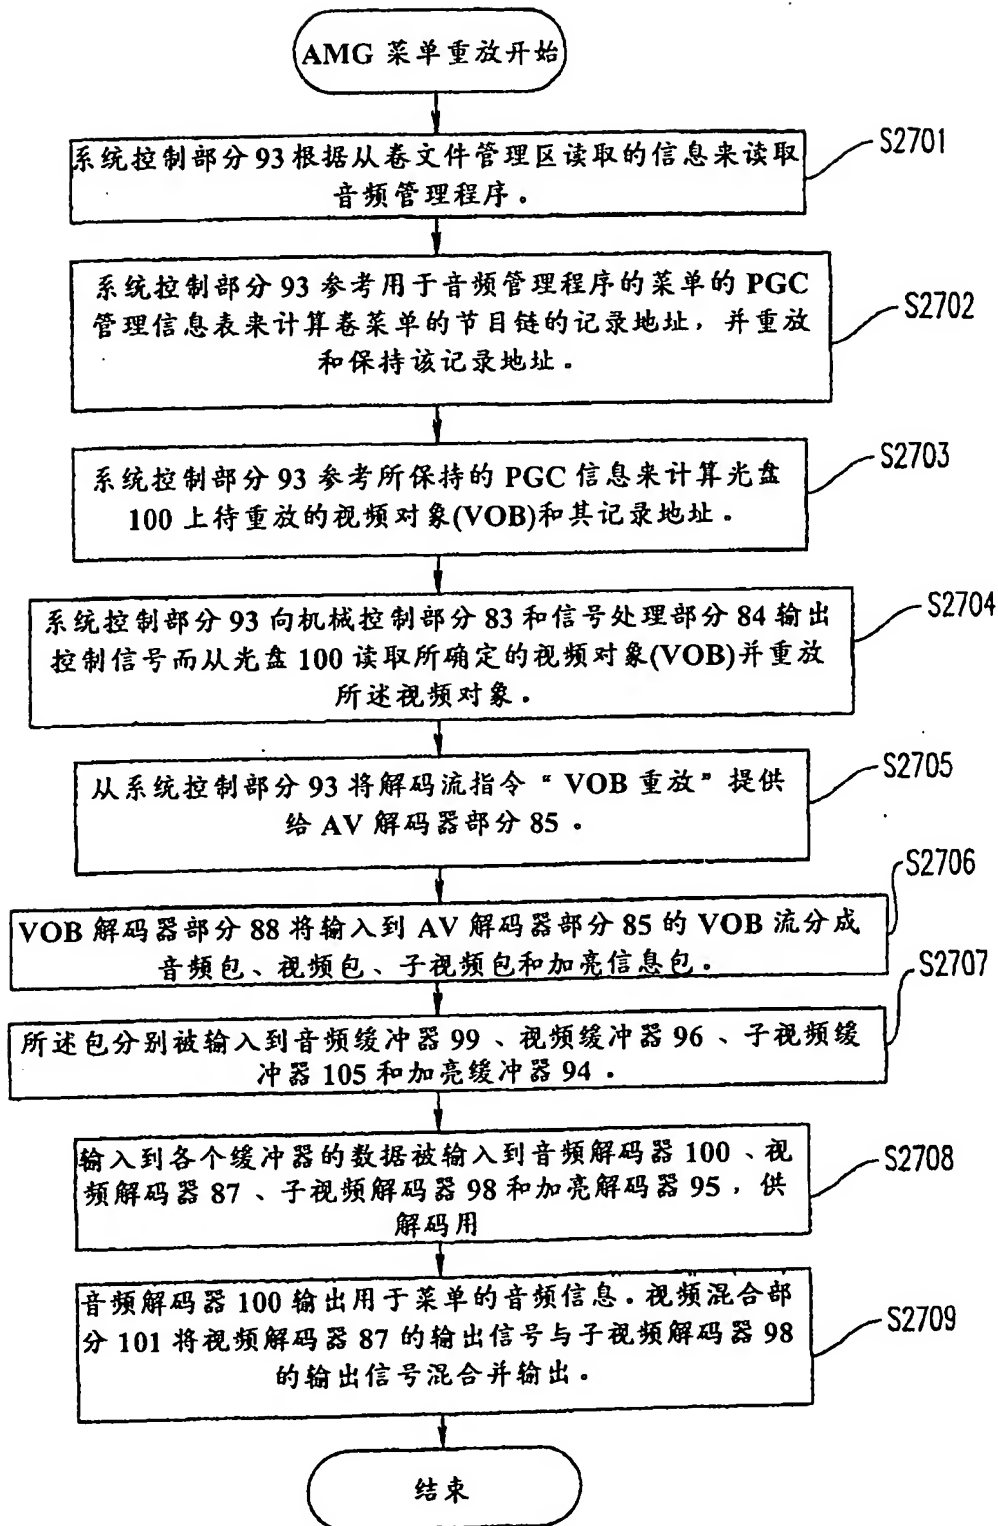 AMG 菜单重放开始
系统控制部分 93 根据从卷文件管理区读取的信息来读取
音频管理程序。
S2701
系统控制部分 93 参考用于音频管理程序的菜单的 PGC
管理信息表来计算卷菜单的节目链的记录地址，并重放
和保持该记录地址。
S2702
系统控制部分 93 参考所保持的 PGC 信息来计算光盘
100 上待重放的视频对象(VOB)和其记录地址。
S2703
系统控制部分 93 向机械控制部分 83 和信号处理部分 84 输出
控制信号而从光盘 100 读取所确定的视频对象(VOB)并重放
所述视频对象。
S2704
从系统控制部分 93 将解码流指令“VOB 重放”提供
给 AV 解码器部分 85。
S2705
VOB 解码器部分 88 将输入到 AV 解码器部分 85 的 VOB 流分成
音频包、视频包、子视频包和加亮信息包。
S2706
所述包分别被输入到音频缓冲器 99、视频缓冲器 96、子视频缓
冲器 105 和加亮缓冲器 94。
S2707
输入到各个缓冲器的数据被输入到音频解码器 100、视
频解码器 87、子视频解码器 98 和加亮解码器 95，供
解码用
S2708
音频解码器 100 输出用于菜单的音频信息。视频混合部
分 101 将视频解码器 87 的输出信号与子视频解码器 98
的输出信号混合并输出。
S2709
结束